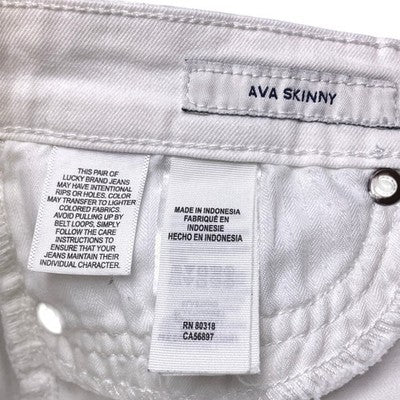 AVA SKINNY
THIS PAIR OF
LUCKY BRAND JEANS
MAY HAVE INTENTIONAL
RIPS OR HOLES. COLOR
MAY TRANSFER TO LIGHTER
COLORED FABRICS.
AVOID PULLING UP BY
BELT LOOPS, SIMPLY
FOLLOW THE CARE
INSTRUCTIONS TO
ENSURE THAT YOUR
JEANS MAINTAIN THEIR
INDIVIDUAL CHARACTER.
MADE IN INDONESIA
FABRIQUÉ EN
INDONESIE
HECHO EN INDONESIA
RN 80318
CA56897